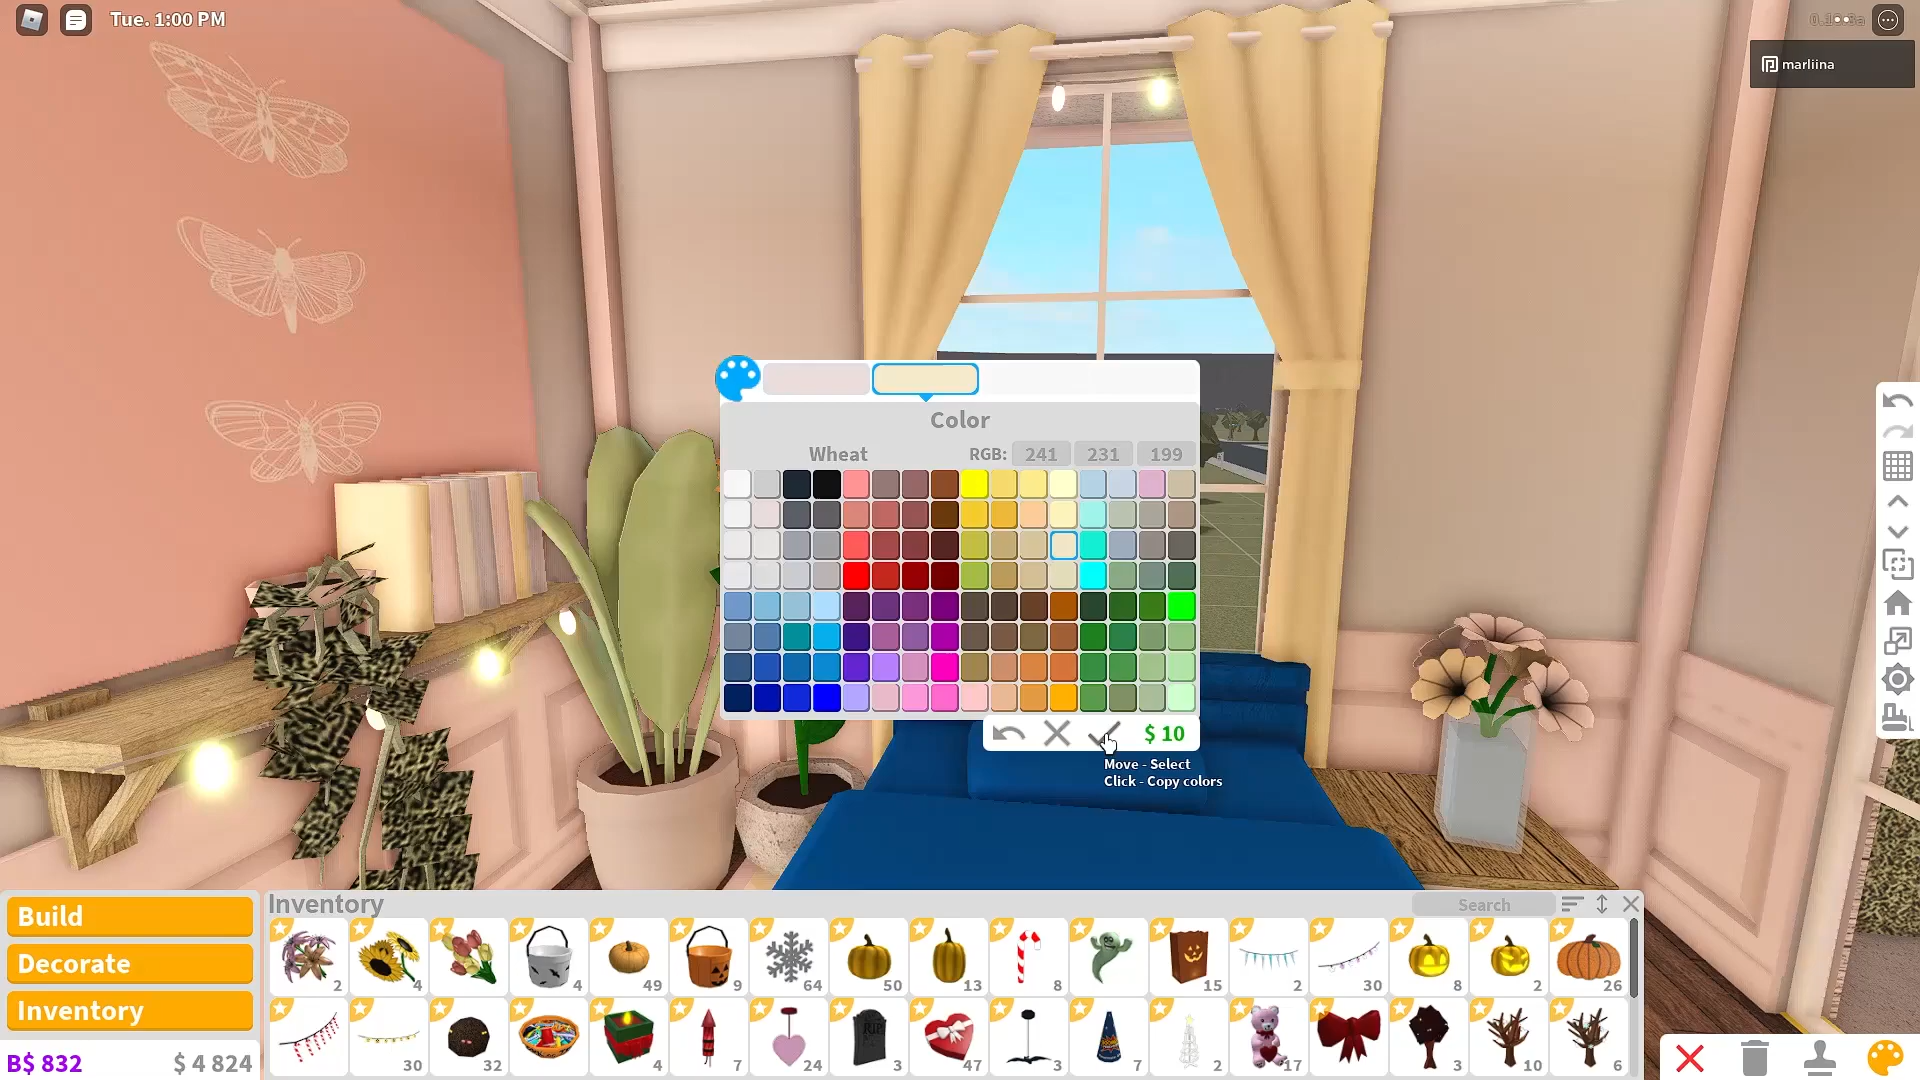 Tue. 1:00 PM
marliina
Color
Wheat RGB: 241 231 199
$ 10
Move - Select
Click - Copy colors
Build
Decorate
Inventory
B$ 832 $ 4 824
Inventory
Search
2 4 4 49 9 64 50 13 8 15 2 30 8 2 26
RIP
30 32 4 7 24 3 47 3 7 2 17 3 10 6